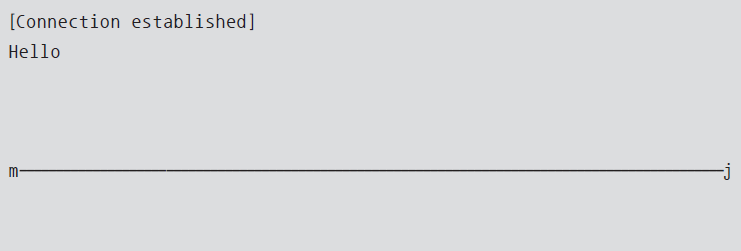 [Connection established]
Hello
m────────────────────────────────────────────────────────────────────j